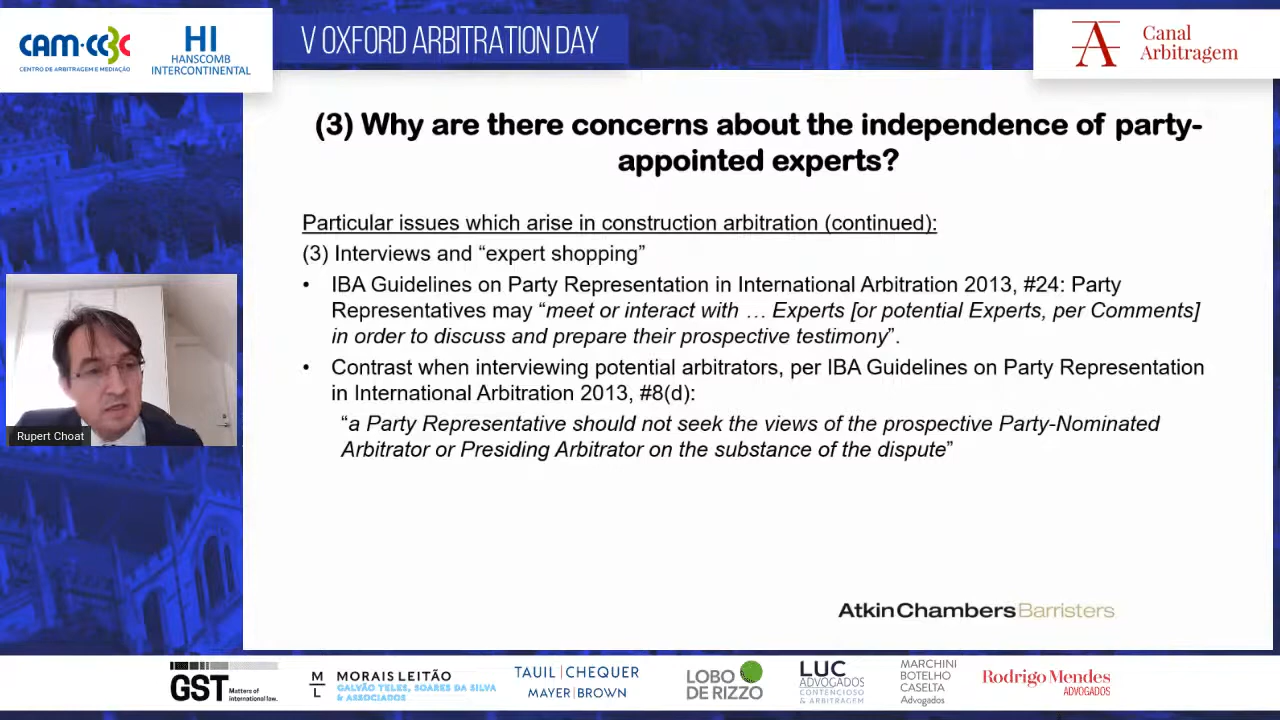 CAM-CCBC
CENTRO DE ARBITRAGEM E MEDIAÇÃO
HI
HANSCOMB
INTERCONTINENTAL
V OXFORD ARBITRATION DAY
A
Canal
Arbitragem
(3) Why are there concerns about the independence of party-
appointed experts?
Particular issues which arise in construction arbitration (continued):
(3) Interviews and “expert shopping”
• IBA Guidelines on Party Representation in International Arbitration 2013, #24: Party
Representatives may “meet or interact with … Experts [or potential Experts, per Comments]
in order to discuss and prepare their prospective testimony”.
• Contrast when interviewing potential arbitrators, per IBA Guidelines on Party Representation
in International Arbitration 2013, #8(d):
“a Party Representative should not seek the views of the prospective Party-Nominated
Arbitrator or Presiding Arbitrator on the substance of the dispute”
Rupert Choat
AtkinChambersBarristers
GST Matters of
international law.
M
L
MORAIS LEITÃO
GALVÃO TELES, SOARES DA SILVA
& ASSOCIADOS
TAUIL | CHEQUER
MAYER | BROWN
LOBO
DE RIZZO
LUC
ADVOGADOS
CONTENCIOSO
& ARBITRAGEM
MARCHINI
BOTELHO
CASELTA
Advogados
Rodrigo Mendes
ADVOGADOS